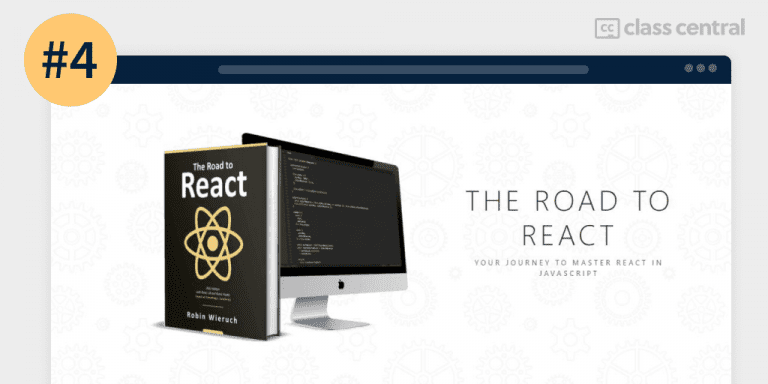 #4
cc class central
The Road to
React
Robin Wieruch
THE ROAD TO
REACT
YOUR JOURNEY TO MASTER REACT IN
JAVASCRIPT